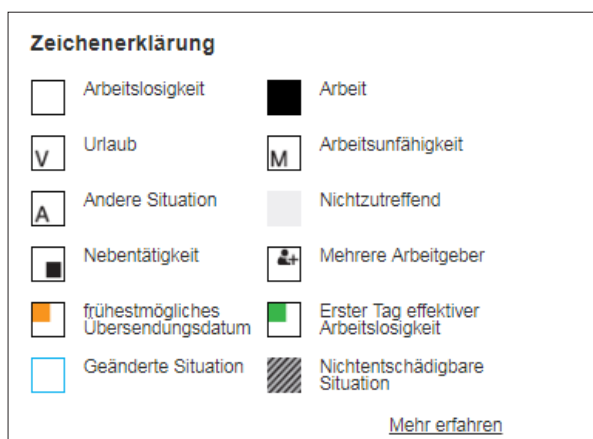 Zeichenerklärung
Arbeitslosigkeit
Arbeit
V
Urlaub
M
Arbeitsunfähigkeit
A
Andere Situation
Nichtzutreffend
Nebentätigkeit
Mehrere Arbeitgeber
frühestmögliches
Übersendungsdatum
Erster Tag effektiver
Arbeitslosigkeit
Geänderte Situation
Nichtentschädigbare
Situation
Mehr erfahren